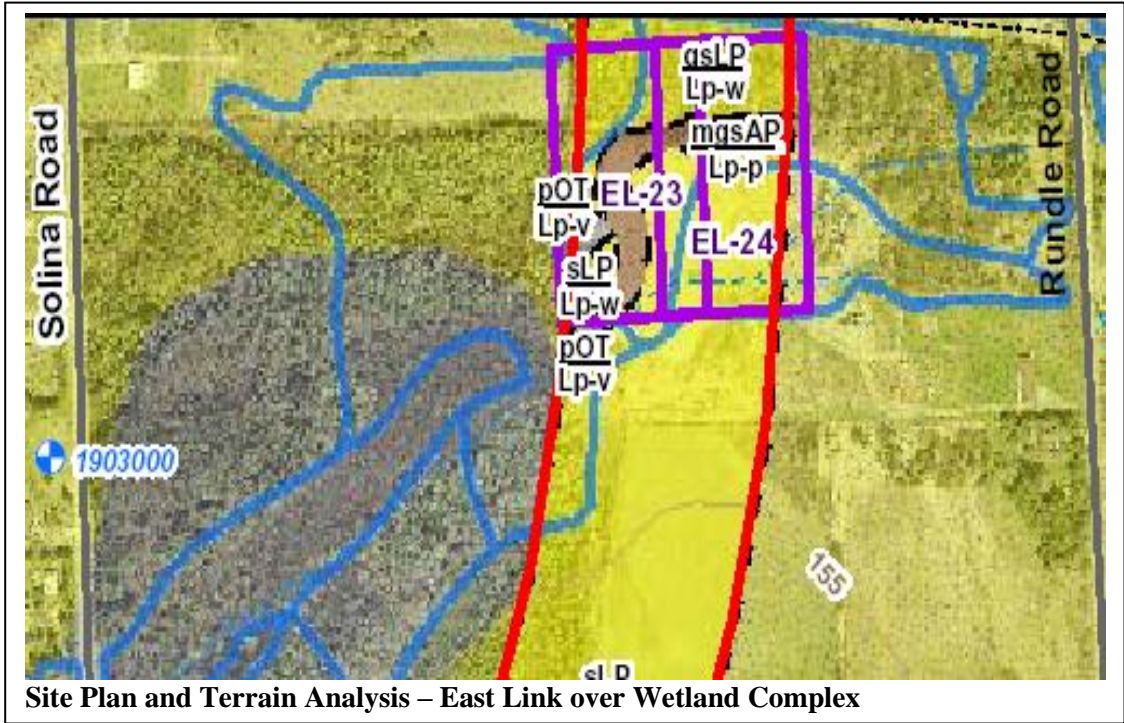 gsLP
Lp-w
mgsAP
Lp-p
pOT
Lp-v
EL-23
EL-24
sLP
Lp-w
pOT
Lp-v
Solina Road
Rundle Road
1903000
155
sLP
Site Plan and Terrain Analysis – East Link over Wetland Complex